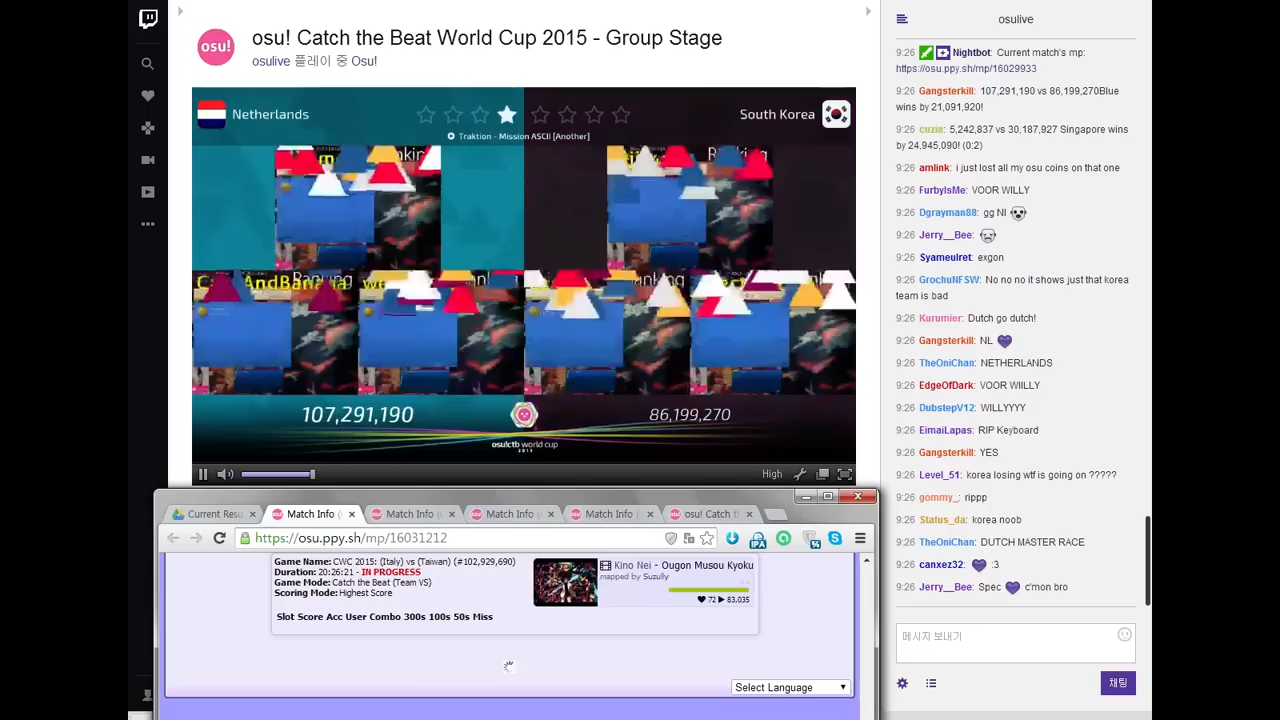 osu! Catch the Beat World Cup 2015 - Group Stage
osu!
osulive 플레이 중 Osu!
Netherlands
South Korea
Traktion - Mission ASCII [Another]
Ranking
AndBanana
107,291,190
86,199,270
osu!ctb world cup
2015
High
Current Resu
Match Info (
Match Info (
Match Info (
Match Info (
osu! Catch t
https://osu.ppy.sh/mp/16031212
IPA
Game Name: CWC 2015: (Italy) vs (Taiwan) (#102,929,690)
Duration: 20:26:21 - IN PROGRESS
Game Mode: Catch the Beat (Team VS)
Scoring Mode: Highest Score
Slot Score Acc User Combo 300s 100s 50s Miss
Kino Nei - Ougon Musou Kyoku
mapped by Suzully
72 83,035
Select Language
osulive
9:26 Nightbot: Current match's mp:
https://osu.ppy.sh/mp/16029933
9:26 Gangsterkill: 107,291,190 vs 86,199,270Blue
wins by 21,091,920!
9:26 cuzia: 5,242,837 vs 30,187,927 Singapore wins
by 24,945,090! (0:2)
9:26 amlink: i just lost all my osu coins on that one
9:26 FurbyIsMe: VOOR WILLY
9:26 Dgrayman88: gg Nl
9:26 Jerry__Bee:
9:26 Syameulret: exgon
9:26 GrochuNFSW: No no no it shows just that korea
team is bad
9:26 Kurumier: Dutch go dutch!
9:26 Gangsterkill: NL
9:26 TheOniChan: NETHERLANDS
9:26 EdgeOfDark: VOOR WIILLY
9:26 DubstepV12: WILLYYYY
9:26 EimaiLapas: RIP Keyboard
9:26 Gangsterkill: YES
9:26 Level_51: korea losing wtf is going on ?????
9:26 gommy_: rippp
9:26 Status_da: korea noob
9:26 TheOniChan: DUTCH MASTER RACE
9:26 canxez32: :3
9:26 Jerry__Bee: Spec c'mon bro
메시지 보내기
채팅